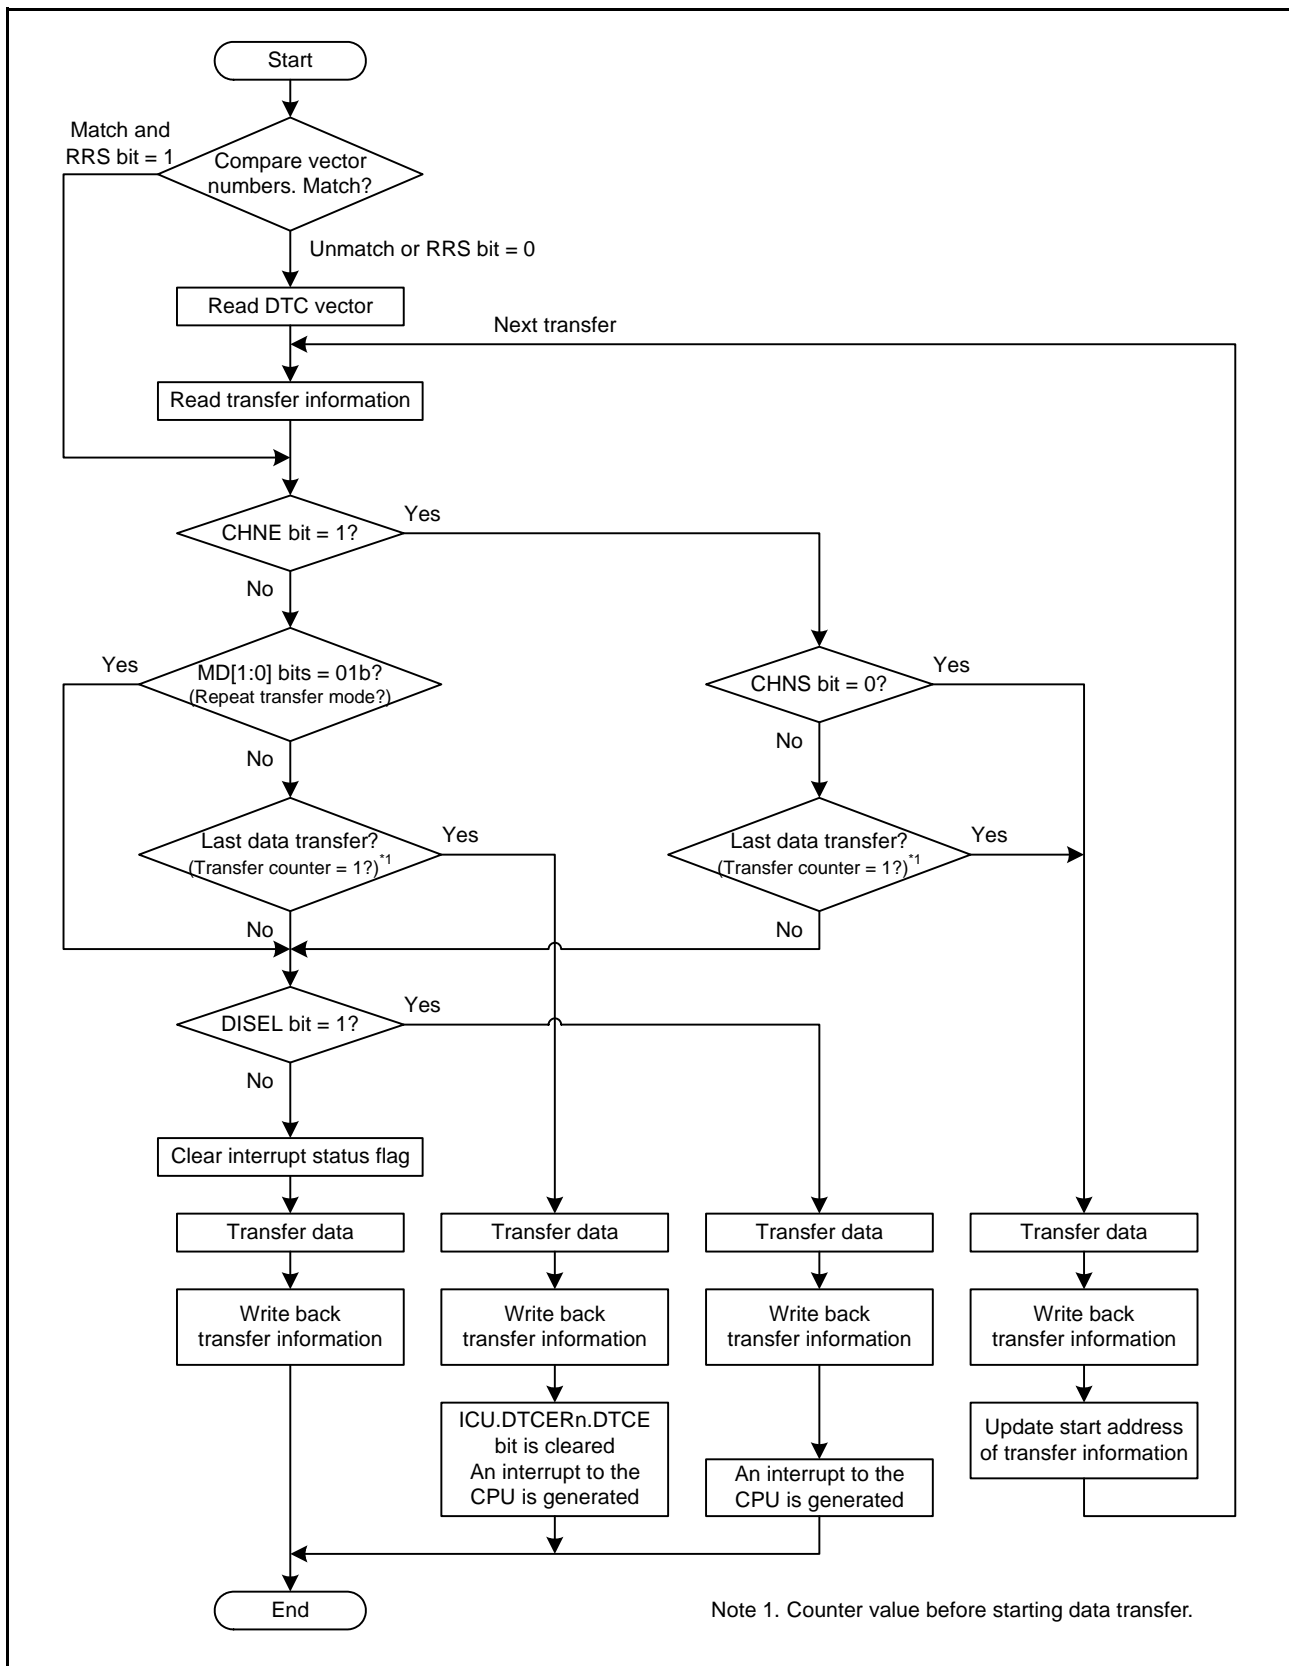 Start
Match and
RRS bit = 1
Compare vector
numbers. Match?
Unmatch or RRS bit = 0
Read DTC vector
Next transfer
Read transfer information
CHNE bit = 1?
Yes
No
MD[1:0] bits = 01b?
(Repeat transfer mode?)
Yes
No
CHNS bit = 0?
Yes
No
Last data transfer?
(Transfer counter = 1?)*1
Yes
No
Last data transfer?
(Transfer counter = 1?)*1
Yes
No
DISEL bit = 1?
Yes
No
Clear interrupt status flag
Transfer data
Transfer data
Transfer data
Transfer data
Write back
transfer information
Write back
transfer information
Write back
transfer information
Write back
transfer information
ICU.DTCERn.DTCE
bit is cleared
An interrupt to the
CPU is generated
An interrupt to the
CPU is generated
Update start address
of transfer information
End
Note 1. Counter value before starting data transfer.